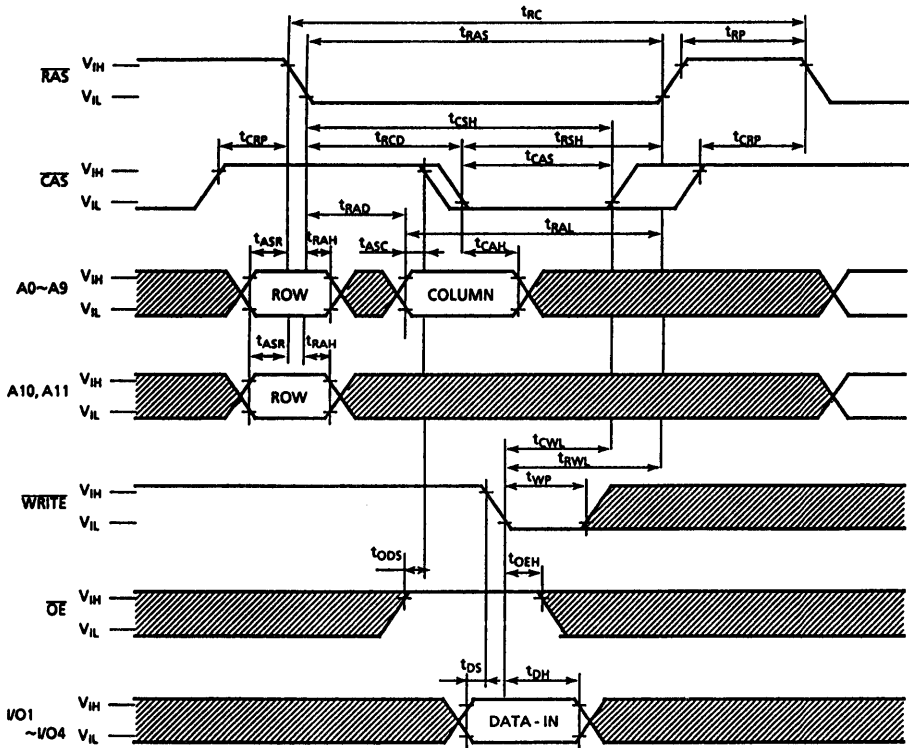 tRC
tRAS
tRP
RAS VIH
VIL
tCSH
tCRP tRCD tRSH tCRP
tCAS
CAS VIH
VIL
tRAD
tRAL
tASR tRAH tASC tCAH
A0~A9 VIH
VIL
ROW COLUMN
tASR tRAH
A10, A11 VIH
VIL
ROW
tCWL
tRWL
tWP
WRITE VIH
VIL
tODS tOEH
OE VIH
VIL
tDS tDH
I/O1
~I/O4
VIH
VIL
DATA - IN